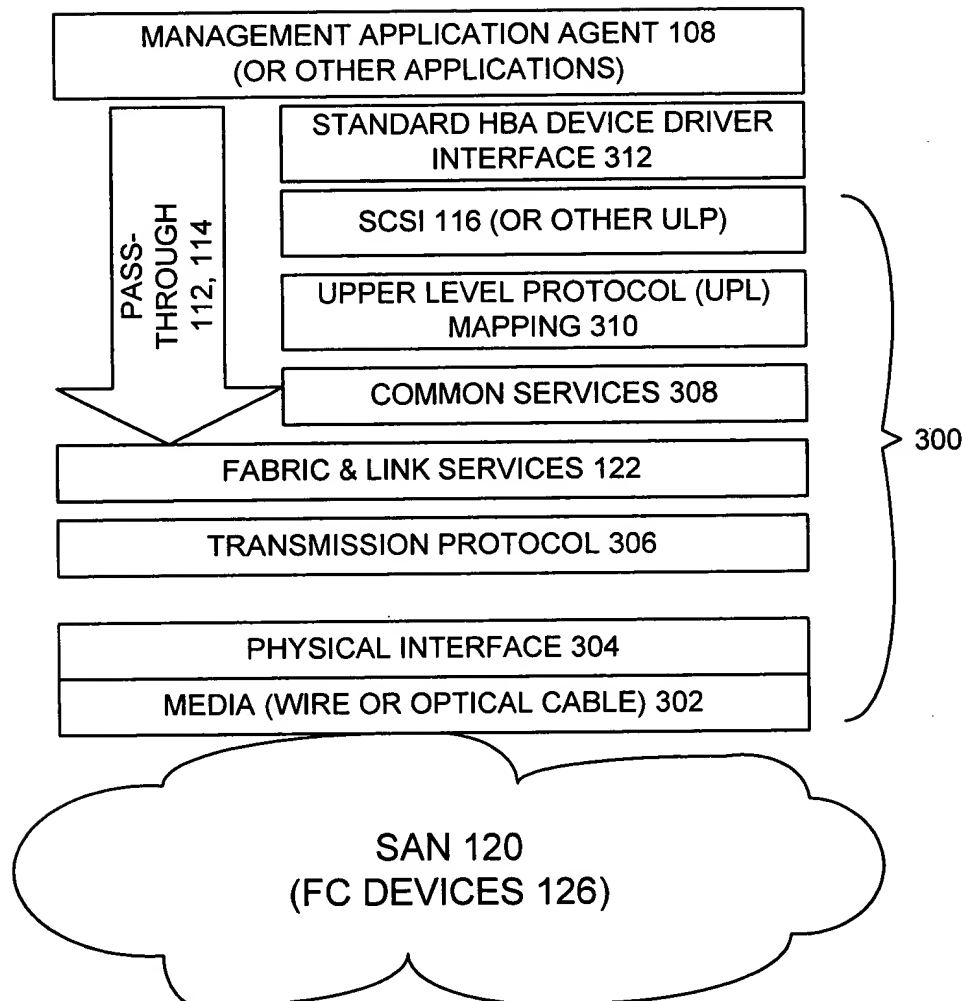 MANAGEMENT APPLICATION AGENT 108
(OR OTHER APPLICATIONS)
STANDARD HBA DEVICE DRIVER
INTERFACE 312
PASS-
THROUGH
112, 114
SCSI 116 (OR OTHER ULP)
UPPER LEVEL PROTOCOL (UPL)
MAPPING 310
COMMON SERVICES 308
300
FABRIC & LINK SERVICES 122
TRANSMISSION PROTOCOL 306
PHYSICAL INTERFACE 304
MEDIA (WIRE OR OPTICAL CABLE) 302
SAN 120
(FC DEVICES 126)